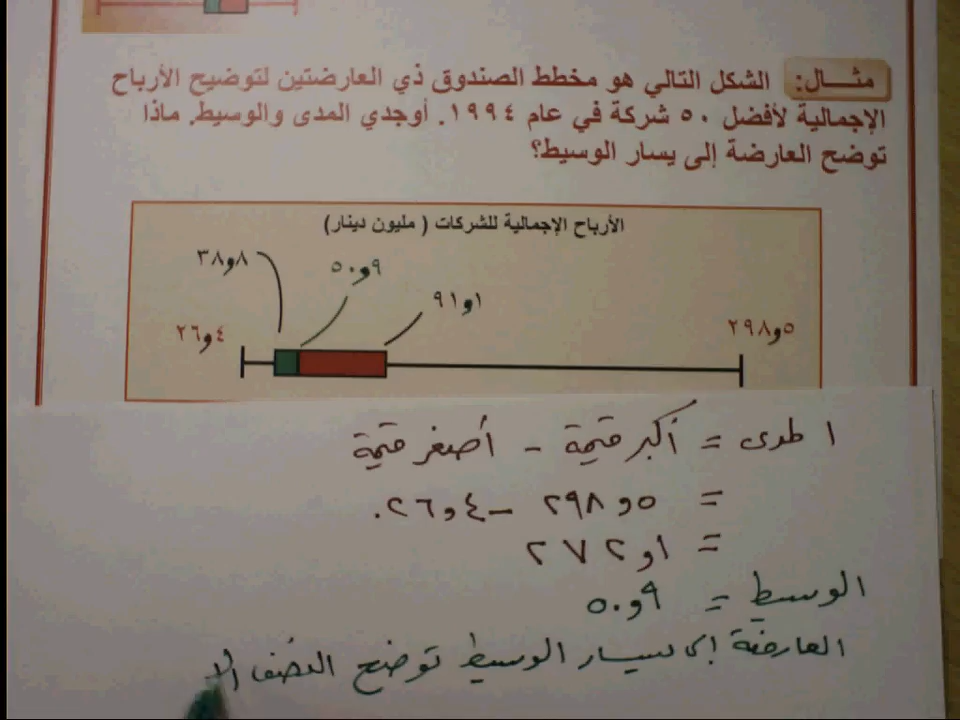 مثـــال: الشكل التالي هو مخطط الصندوق ذي العارضتين لتوضيح الأرباح
الإجمالية لأفضل ٥٠ شركة في عام ١٩٩٤. أوجدي المدى والوسيط. ماذا
توضح العارضة إلى يسار الوسيط؟
الأرباح الإجمالية للشركات ( مليون دينار)
٣٨و٨
٥٠و٩
٩١و١
٢٦و٤
٢٩٨و٥
المدى = أكبر قيمة - أصغر قيمة
= ٢٩٨و٥ - ٢٦و٤.
= ٢٧٢و١
الوسيط = ٥٠و٩
العارضة إلى يسار الوسيط توضح النصف الا